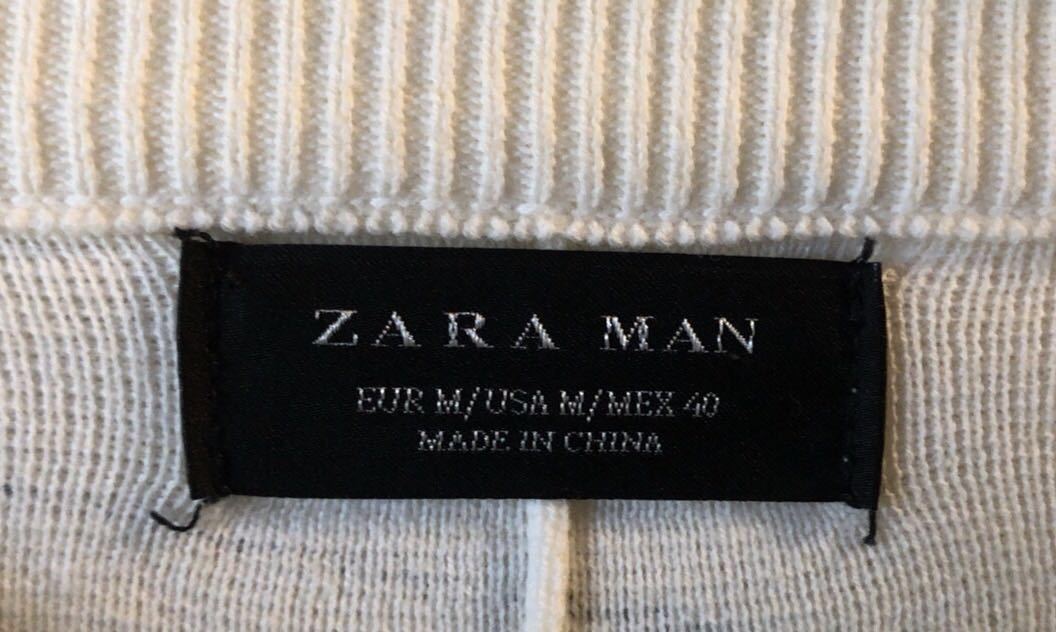 ZARA MAN
EUR M/USA M/MEX 40
MADE IN CHINA